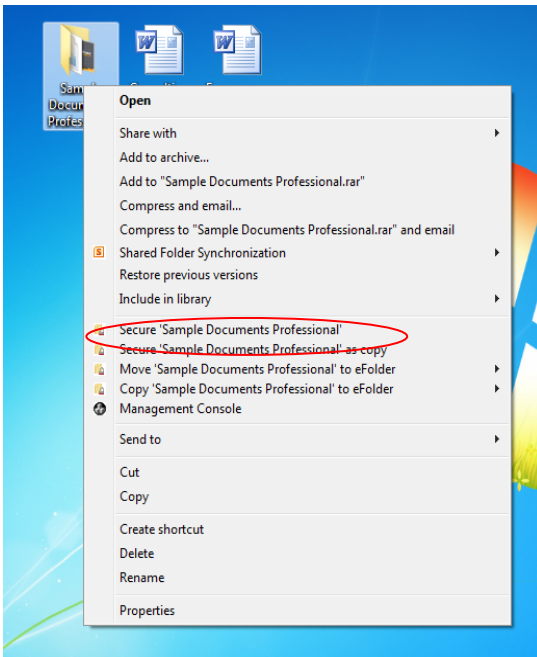 Sam
Docu
Profes
Open
Share with
Add to archive...
Add to "Sample Documents Professional.rar"
Compress and email...
Compress to "Sample Documents Professional.rar" and email
Shared Folder Synchronization
Restore previous versions
Include in library
Secure 'Sample Documents Professional'
Secure 'Sample Documents Professional' as copy
Move 'Sample Documents Professional' to eFolder
Copy 'Sample Documents Professional' to eFolder
Management Console
Send to
Cut
Copy
Create shortcut
Delete
Rename
Properties